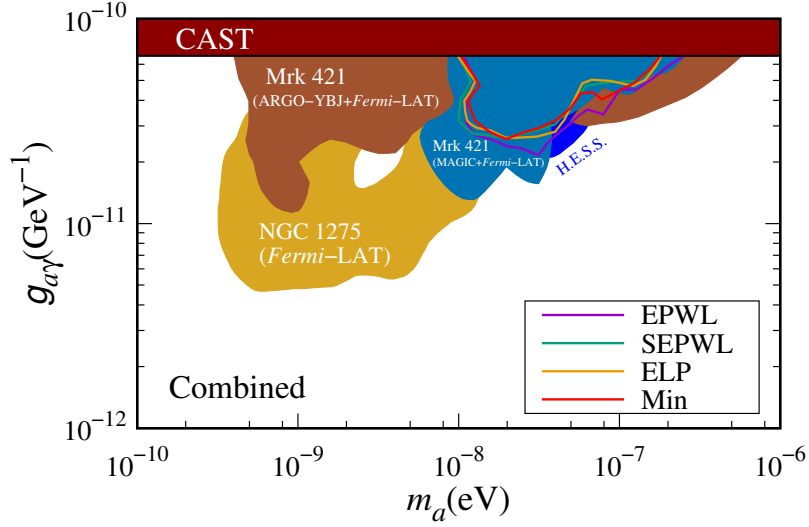 10⁻¹⁰
CAST
Mrk 421
(ARGO−YBJ+Fermi−LAT)
Mrk 421
(MAGIC+Fermi−LAT)
H.E.S.S.
10⁻¹¹
NGC 1275
(Fermi−LAT)
g_{aγ}(GeV⁻¹)
EPWL
SEPWL
ELP
Min
Combined
10⁻¹²
10⁻¹⁰ 10⁻⁹ 10⁻⁸ 10⁻⁷ 10⁻⁶
m_a(eV)